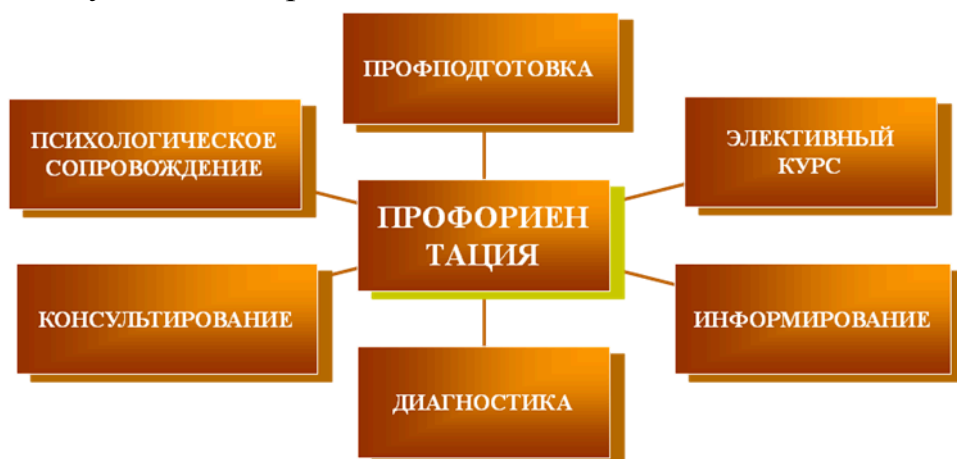 ПРОФПОДГОТОВКА
ПСИХОЛОГИЧЕСКОЕ
СОПРОВОЖДЕНИЕ
ЭЛЕКТИВНЫЙ
КУРС
ПРОФОРИЕН
ТАЦИЯ
КОНСУЛЬТИРОВАНИЕ
ИНФОРМИРОВАНИЕ
ДИАГНОСТИКА